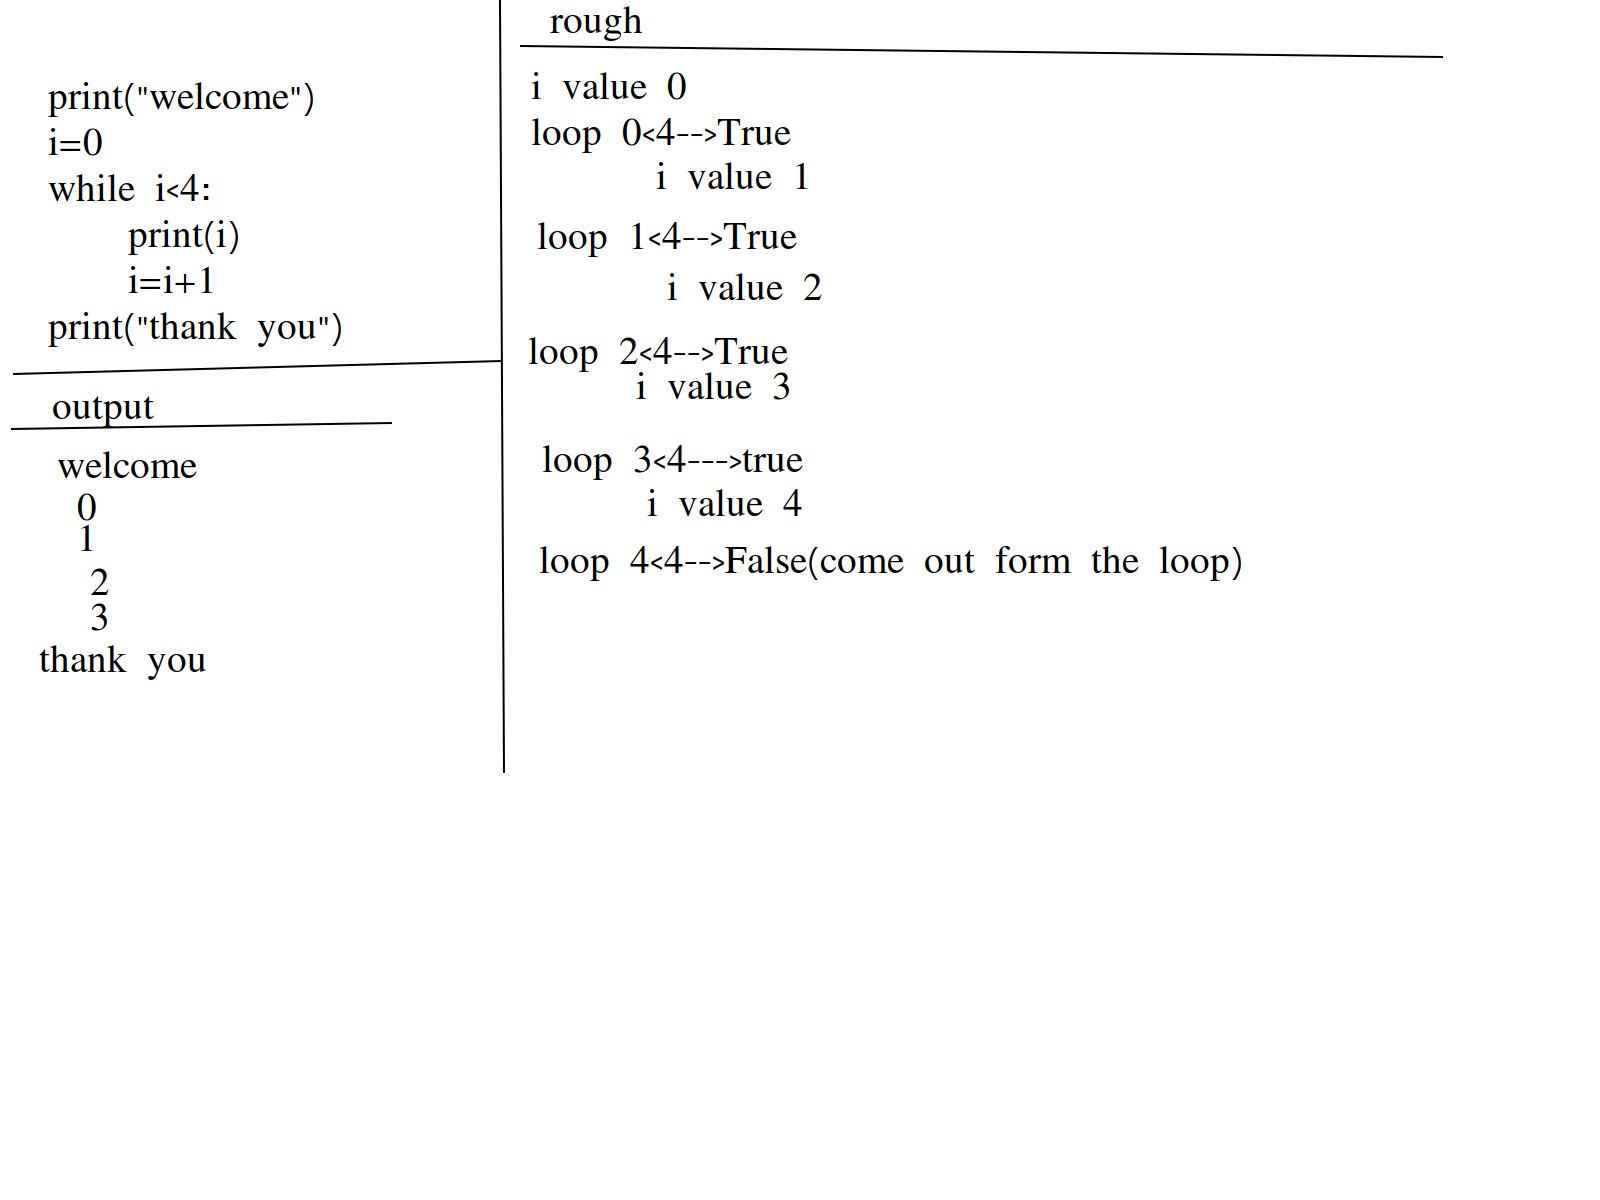 print("welcome")
i=0
while i<4:
print(i)
i=i+1
print("thank you")
output
welcome
0
1
2
3
thank you
rough
i value 0
loop 0<4-->True
i value 1
loop 1<4-->True
i value 2
loop 2<4-->True
i value 3
loop 3<4--->true
i value 4
loop 4<4-->False(come out form the loop)